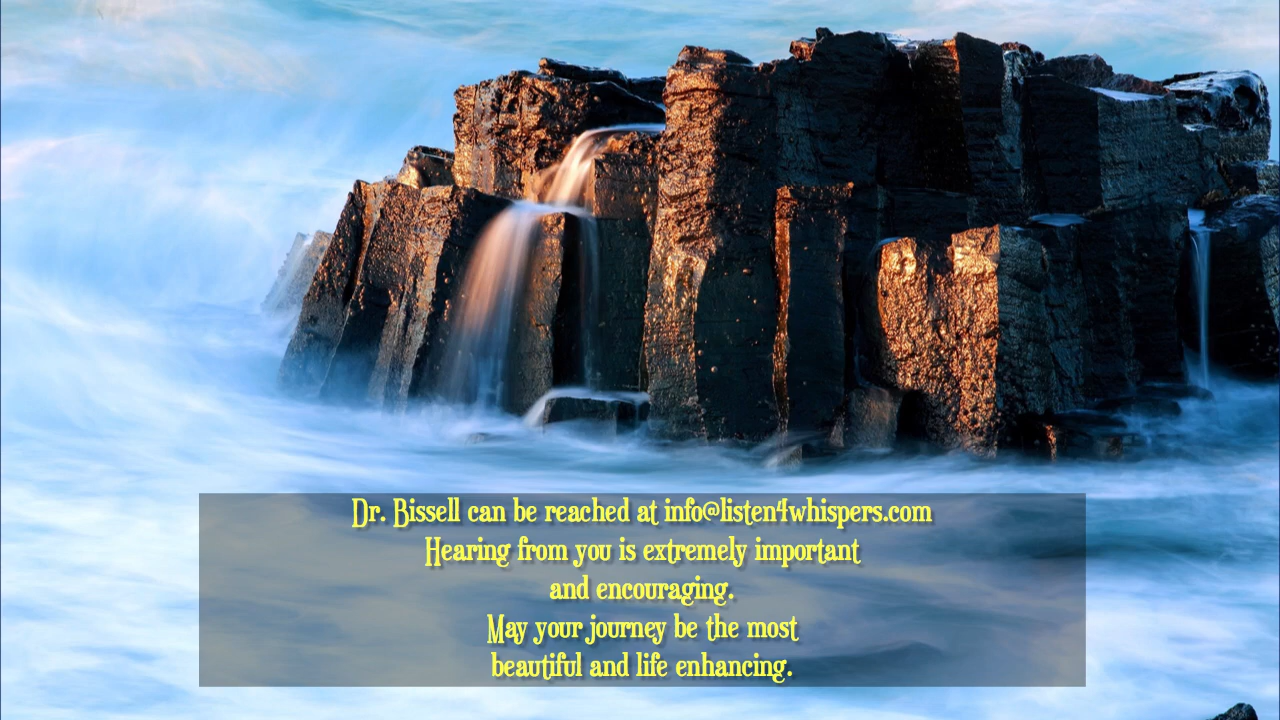 Dr. Bissell can be reached at info@listen4whispers.com
Hearing from you is extremely important
and encouraging.
May your journey be the most
beautiful and life enhancing.